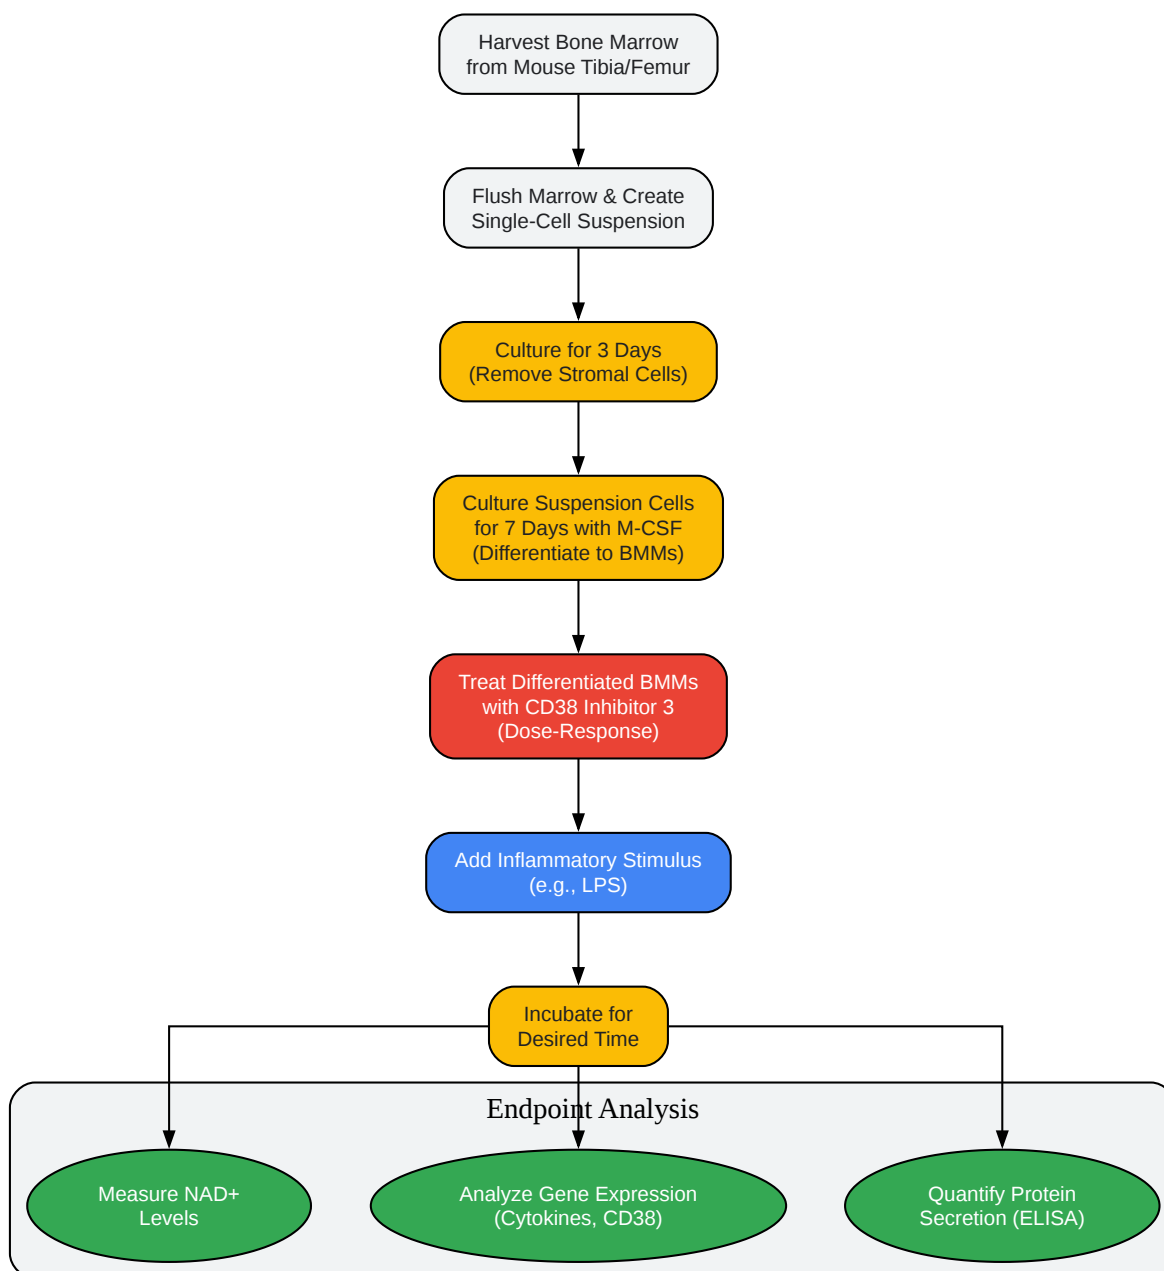 Harvest Bone Marrow
from Mouse Tibia/Femur
Flush Marrow & Create
Single-Cell Suspension
Culture for 3 Days
(Remove Stromal Cells)
Culture Suspension Cells
for 7 Days with M-CSF
(Differentiate to BMMs)
Treat Differentiated BMMs
with CD38 Inhibitor 3
(Dose-Response)
Add Inflammatory Stimulus
(e.g., LPS)
Incubate for
Desired Time
Endpoint Analysis
Measure NAD+
Levels
Analyze Gene Expression
(Cytokines, CD38)
Quantify Protein
Secretion (ELISA)